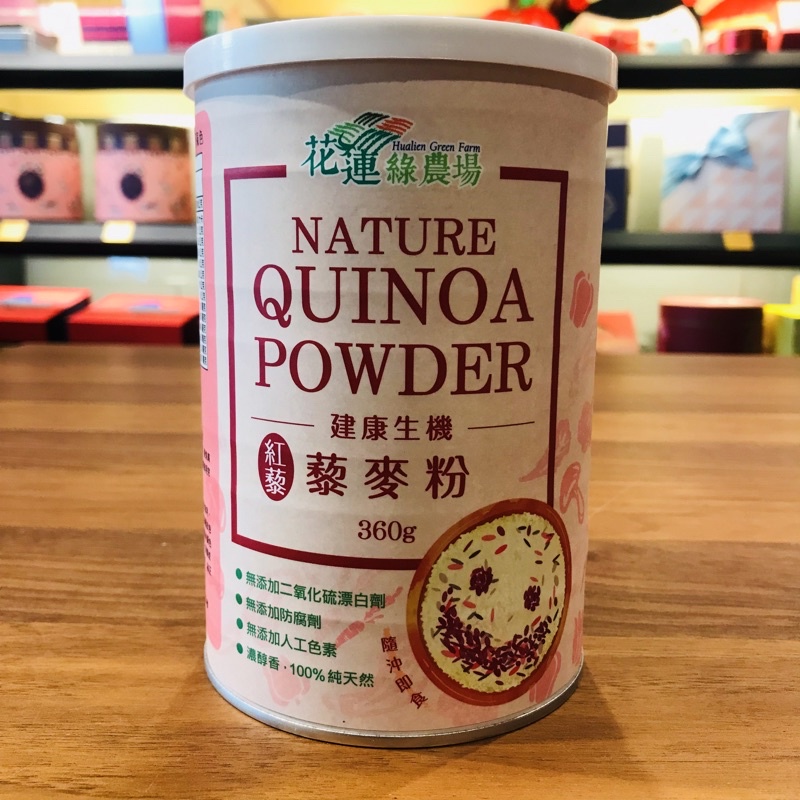 Hualien Green Farm
花蓮綠農場
NATURE
QUINOA
POWDER
建康生機
紅藜
藜麥粉
360g
無添加二氧化硫漂白劑
無添加防腐劑
無添加人工色素
濃醇香·100%純天然
隨沖即食